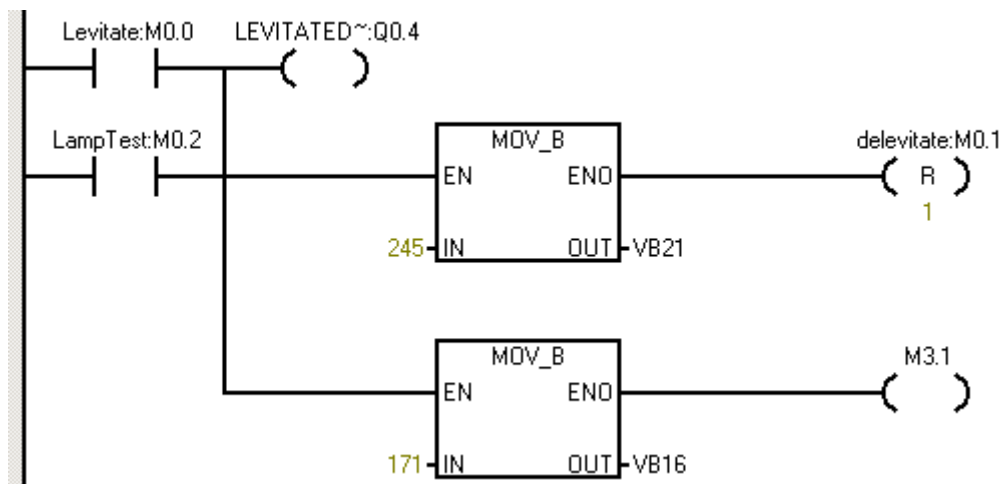 Levitate:M0.0 LEVITATED~:Q0.4
LampTest:M0.2 MOV_B delevitate:M0.1
EN ENO R
1
245 IN OUT VB21
MOV_B M3.1
EN ENO
171 IN OUT VB16